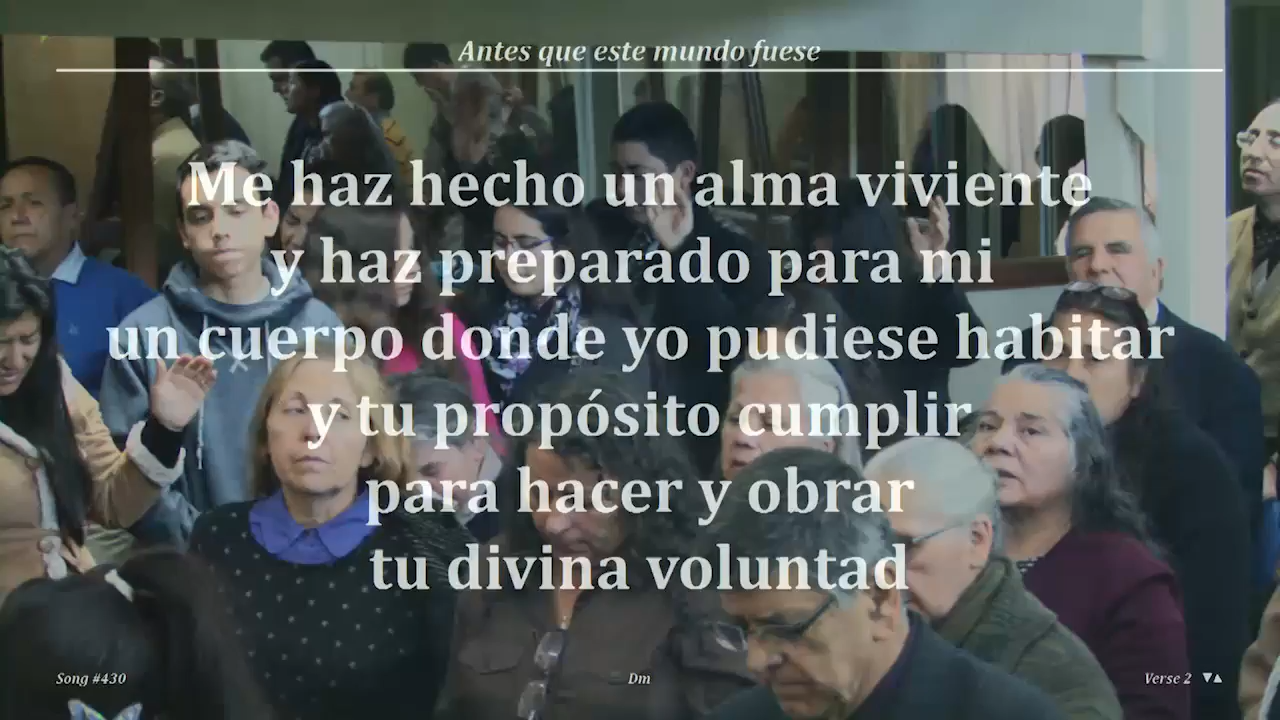 Antes que este mundo fuese
Me haz hecho un alma viviente
y haz preparado para mi
un cuerpo donde yo pudiese habitar
y tu propósito cumplir
para hacer y obrar
tu divina voluntad
Song #430
Dm
Verse 2 ▼▲